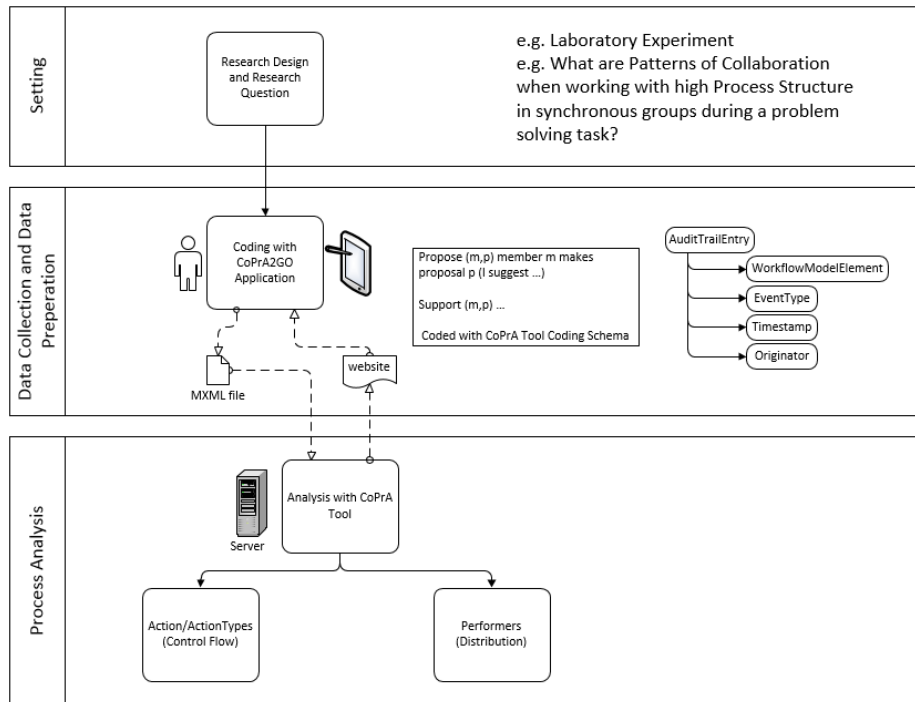 Setting
Research Design
and Research
Question
e.g. Laboratory Experiment
e.g. What are Patterns of Collaboration
when working with high Process Structure
in synchronous groups during a problem
solving task?
Data Collection and Data
Preperation
Coding with
CoPrA2GO
Application
Propose (m,p) member m makes
proposal p (I suggest ...)
Support (m,p) ...
Coded with CoPrA Tool Coding Schema
AuditTrailEntry
WorkflowModelElement
EventType
Timestamp
Originator
MXML file
website
Process Analysis
Analysis with CoPrA
Tool
Server
Action/ActionTypes
(Control Flow)
Performers
(Distribution)